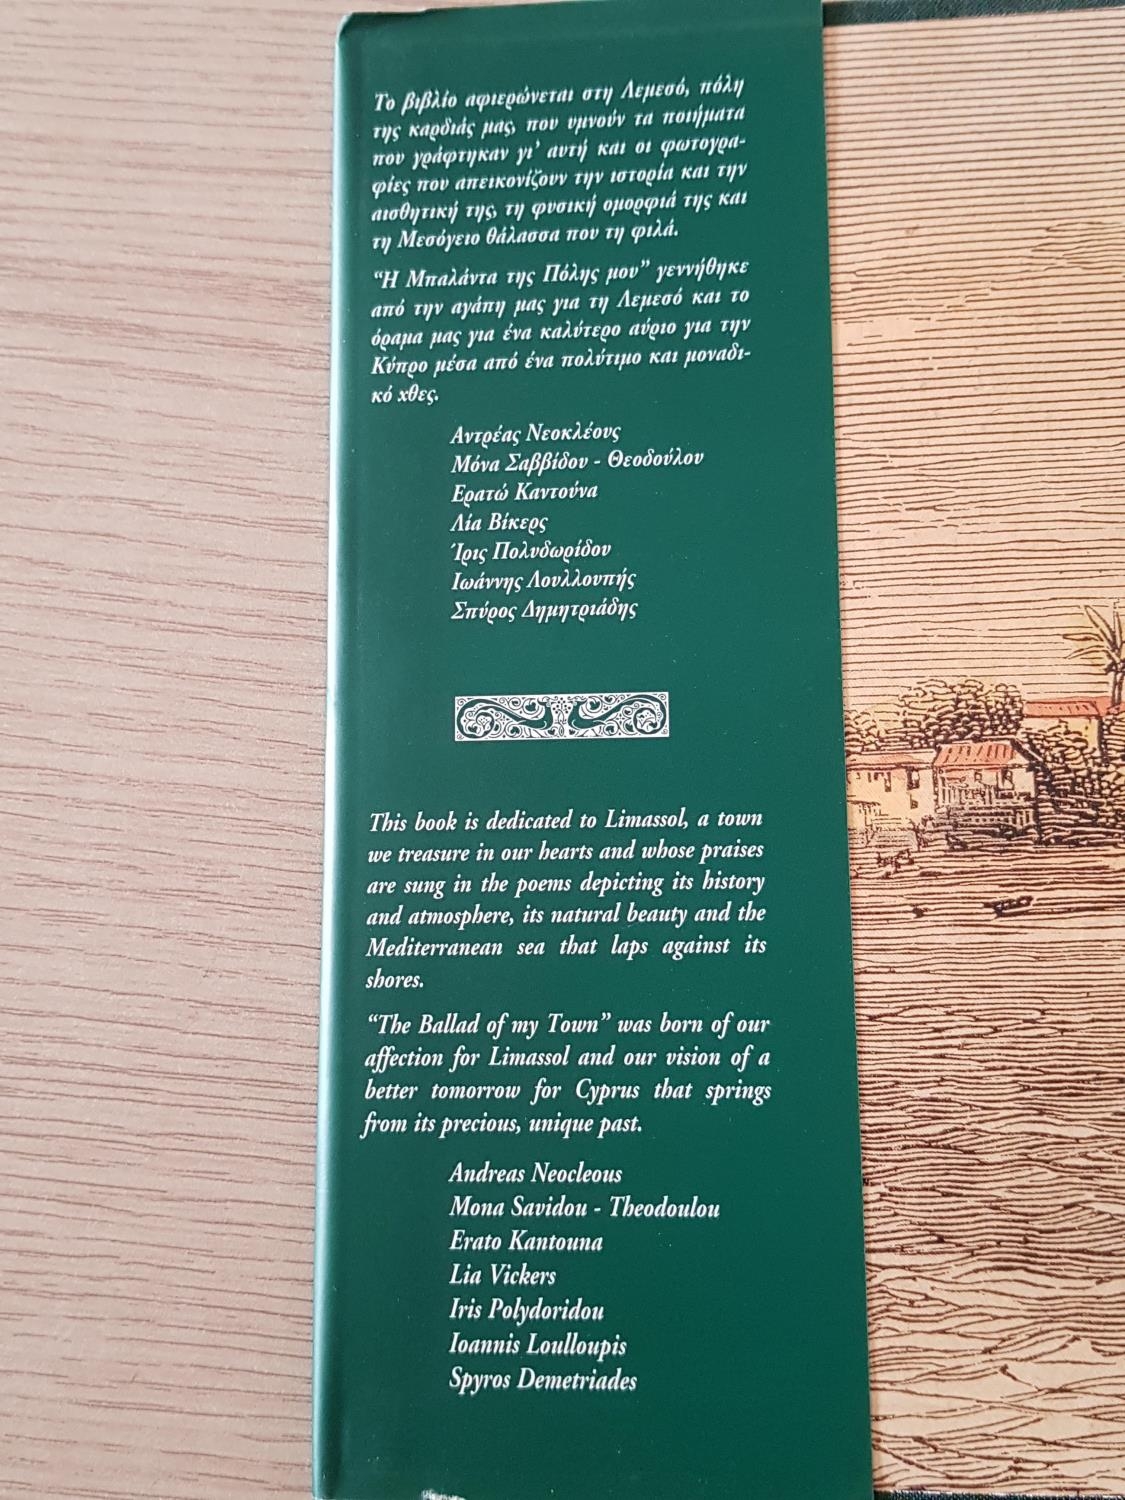 Το βιβλίο αφιερώνεται στη Λεμεσό, πόλη
της καρδιάς μας, που υμνούν τα ποιήματα
που γράφτηκαν γι' αυτή και οι φωτογρα-
φίες που απεικονίζουν την ιστορία και την
αισθητική της, τη φυσική ομορφιά της και
τη Μεσόγειο θάλασσα που τη φιλά.
“Η Μπαλάντα της Πόλης μου” γεννήθηκε
από την αγάπη μας για τη Λεμεσό και το
όραμα μας για ένα καλύτερο αύριο για την
Κύπρο μέσα από ένα πολύτιμο και μοναδι-
κό χθες.
Αντρέας Νεοκλέους
Μόνα Σαββίδου - Θεοδούλου
Ερατώ Καντούνα
Λία Βίκερς
Ίρις Πολυδωρίδου
Ιωάννης Λουλλουπής
Σπύρος Δημητριάδης
This book is dedicated to Limassol, a town
we treasure in our hearts and whose praises
are sung in the poems depicting its history
and atmosphere, its natural beauty and the
Mediterranean sea that laps against its
shores.
“The Ballad of my Town” was born of our
affection for Limassol and our vision of a
better tomorrow for Cyprus that springs
from its precious, unique past.
Andreas Neocleous
Mona Savidou - Theodoulou
Erato Kantouna
Lia Vickers
Iris Polydoridou
Ioannis Loulloupis
Spyros Demetriades